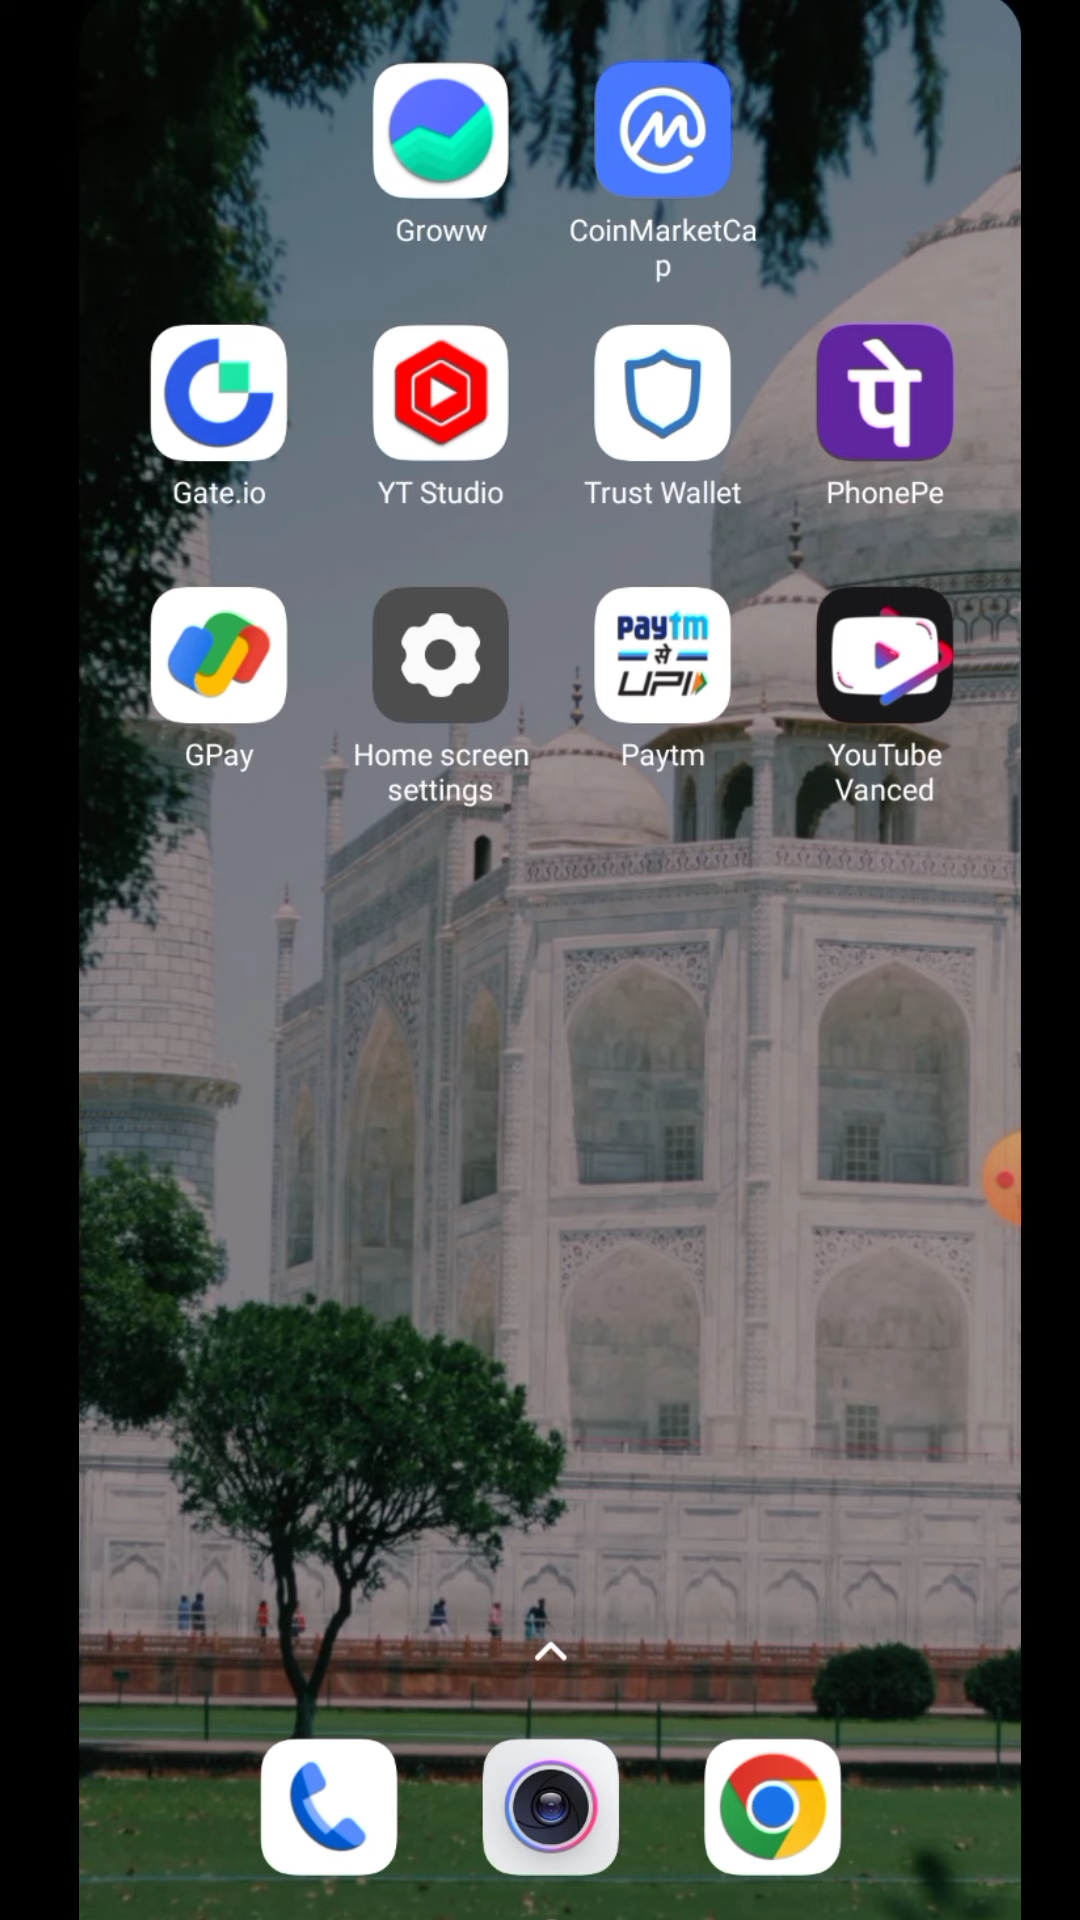 Groww
CoinMarketCa
p
पे
Gate.io
YT Studio
Trust Wallet
PhonePe
paytm
से
UPI
GPay
Home screen
settings
Paytm
YouTube
Vanced